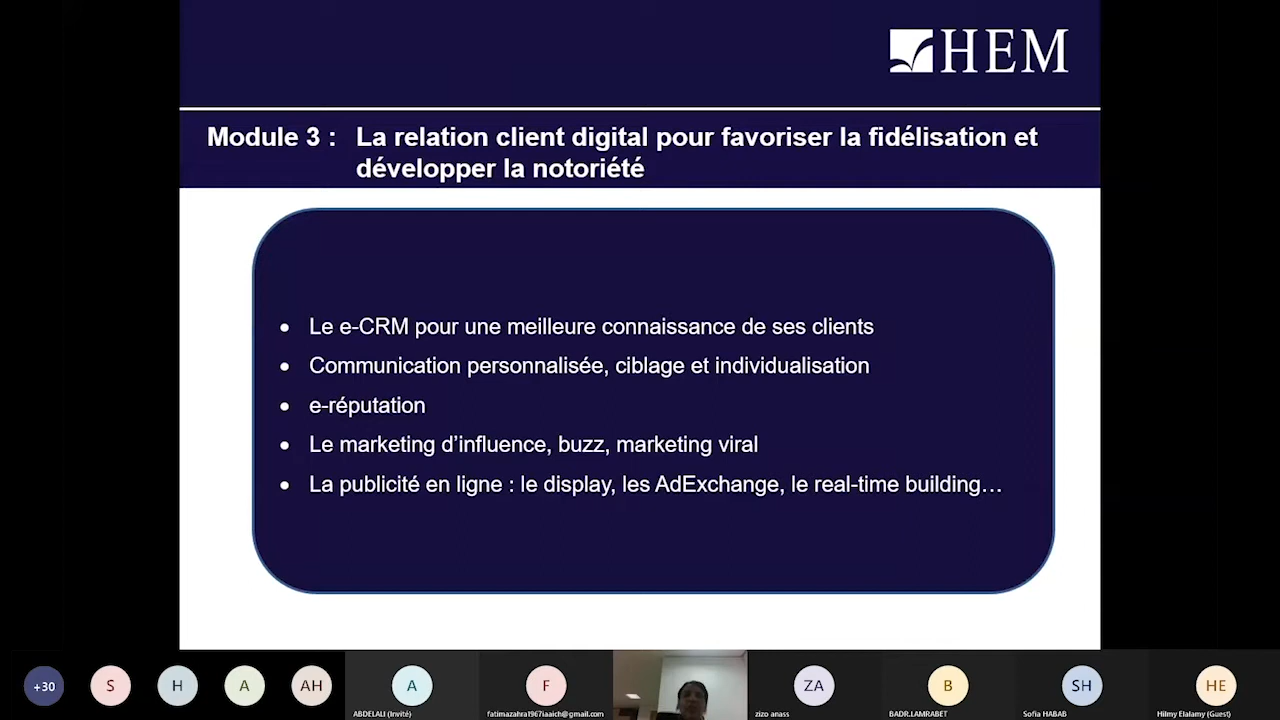 HEM
Module 3 : La relation client digital pour favoriser la fidélisation et
développer la notoriété
• Le e-CRM pour une meilleure connaissance de ses clients
• Communication personnalisée, ciblage et individualisation
• e-réputation
• Le marketing d’influence, buzz, marketing viral
• La publicité en ligne : le display, les AdExchange, le real-time building…
+30
S
H
A
AH
A
F
ZA
B
SH
HE
ABDELALI (Invité)
fatimazahra1967iaaich@gmail.com
zizo anass
BADR.LAMRABET
Sofia HABAB
Hilmy Elalamy (Guest)